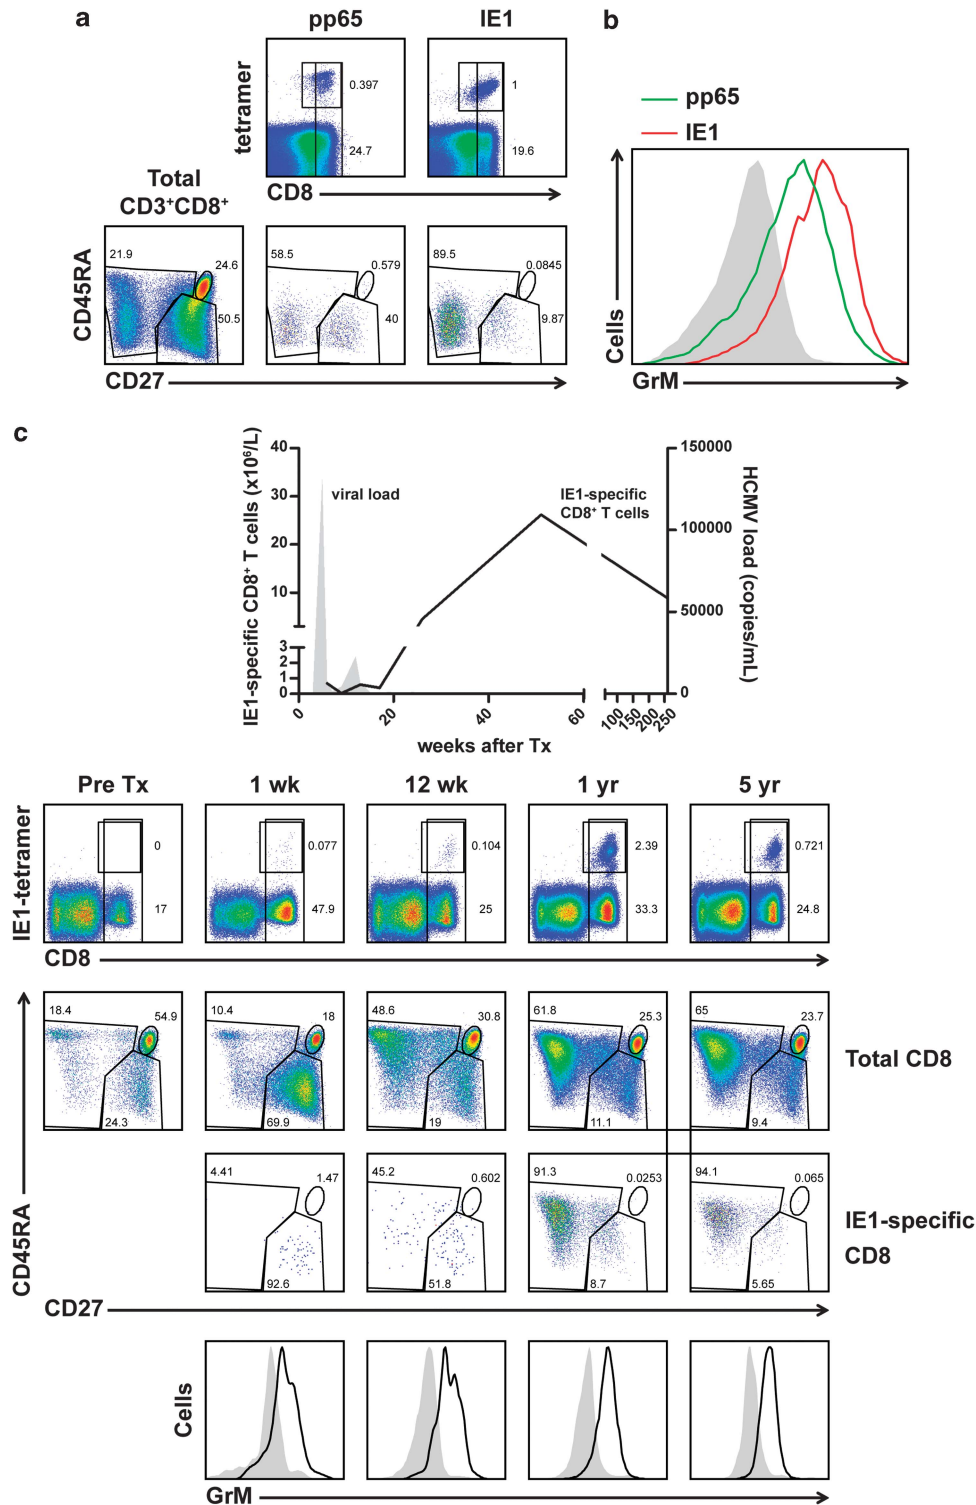 a
pp65
IE1
tetramer
0.397
24.7
1
19.6
CD8
Total
CD3⁺CD8⁺
CD45RA
21.9
24.6
50.5
58.5
0.579
40
89.5
0.0845
9.87
CD27
b
pp65
IE1
Cells
GrM
c
IE1-specific CD8⁺ T cells (x10⁶/L)
40
30
20
10
3
2
1
0
viral load
IE1-specific
CD8⁺ T cells
150000
100000
50000
0
HCMV load (copies/mL)
0
20
40
60
100
150
200
250
weeks after Tx
Pre Tx
1 wk
12 wk
1 yr
5 yr
IE1-tetramer
0
17
0.077
47.9
0.104
25
2.39
33.3
0.721
24.8
CD8
CD45RA
18.4
54.9
24.3
10.4
18
69.9
48.6
30.8
19
61.8
25.3
11.1
65
23.7
9.4
Total CD8
4.41
1.47
92.6
45.2
0.602
51.8
91.3
0.0253
8.7
94.1
0.065
5.65
IE1-specific
CD8
CD27
Cells
GrM